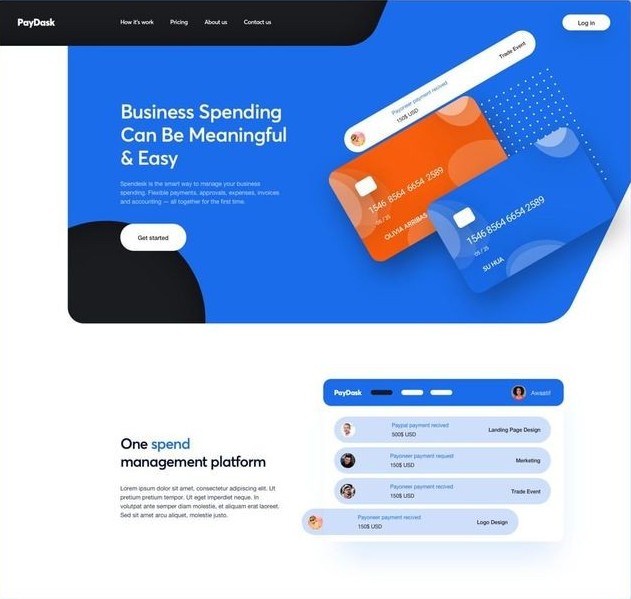 PayDask
How it's work Pricing About us Contact us
Log in
Business Spending
Can Be Meaningful
& Easy
Spendesk is the smart way to manage your business
spending. Flexible payments, approvals, expenses, invoices
and accounting — all together for the first time.
Get started
Payoneer payment recived
150$ USD
Trade Event
1546 8564 6654 2589
05 / 25
OLIVIA ARRIBAS
1546 8564 6654 2589
05 / 25
SU HUA
One spend
management platform
Lorem ipsum dolor sit amet, consectetur adipiscing elit. Ut
pretium pretium tempor. Ut eget imperdiet neque. In
volutpat ante semper diam molestie, et aliquam erat laoreet.
Sed sit amet arcu aliquet, molestie justo.
PayDask
Awastif
Paypal payment recived
500$ USD
Landing Page Design
Payoneer payment request
150$ USD
Marketing
Payoneer payment recived
150$ USD
Trade Event
Payoneer payment recived
150$ USD
Logo Design